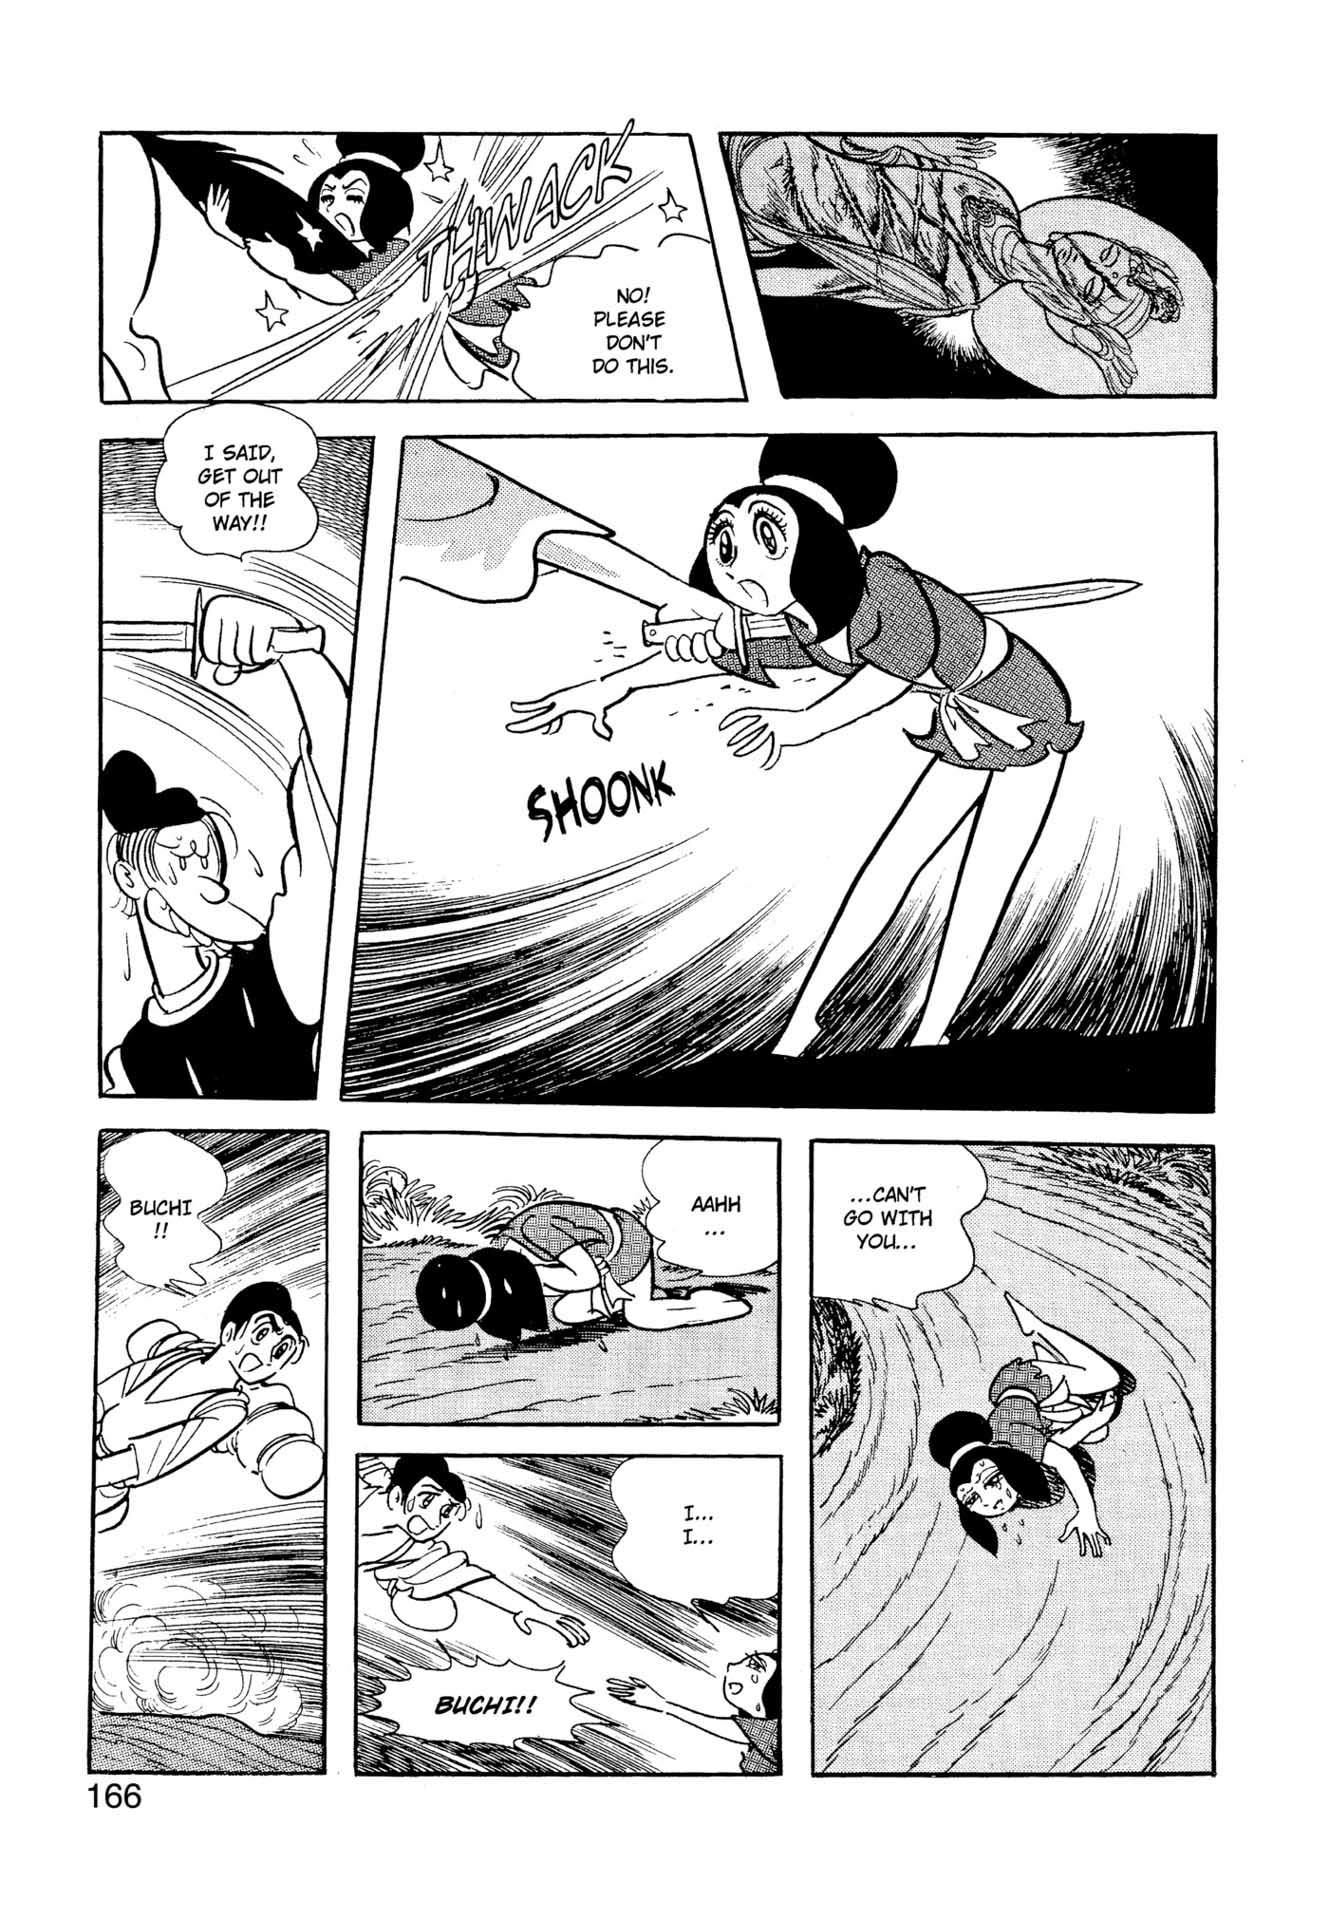 THWACK
NO!
PLEASE
DON'T
DO THIS.
I SAID,
GET OUT
OF THE
WAY!!
SHOONK
BUCHI
!!
AAHH
...
I...
I...
BUCHI!!
...CAN'T
GO WITH
YOU...
166